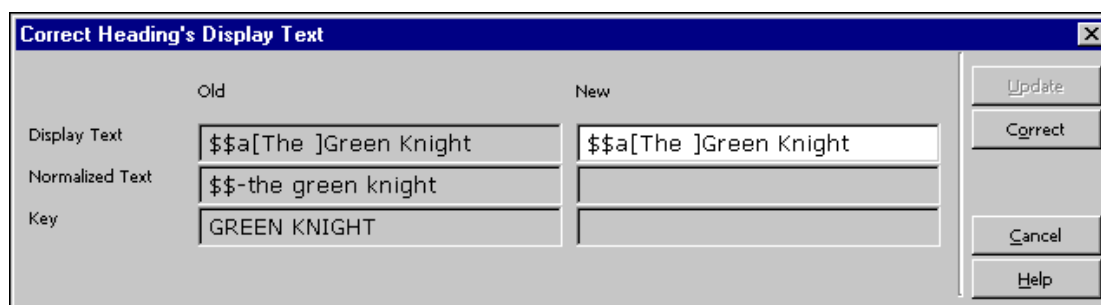 Correct Heading's Display Text
Old New
Update
Display Text $$a[The ]Green Knight $$a[The ]Green Knight
Correct
Normalized Text $$-the green knight
Key GREEN KNIGHT
Cancel
Help